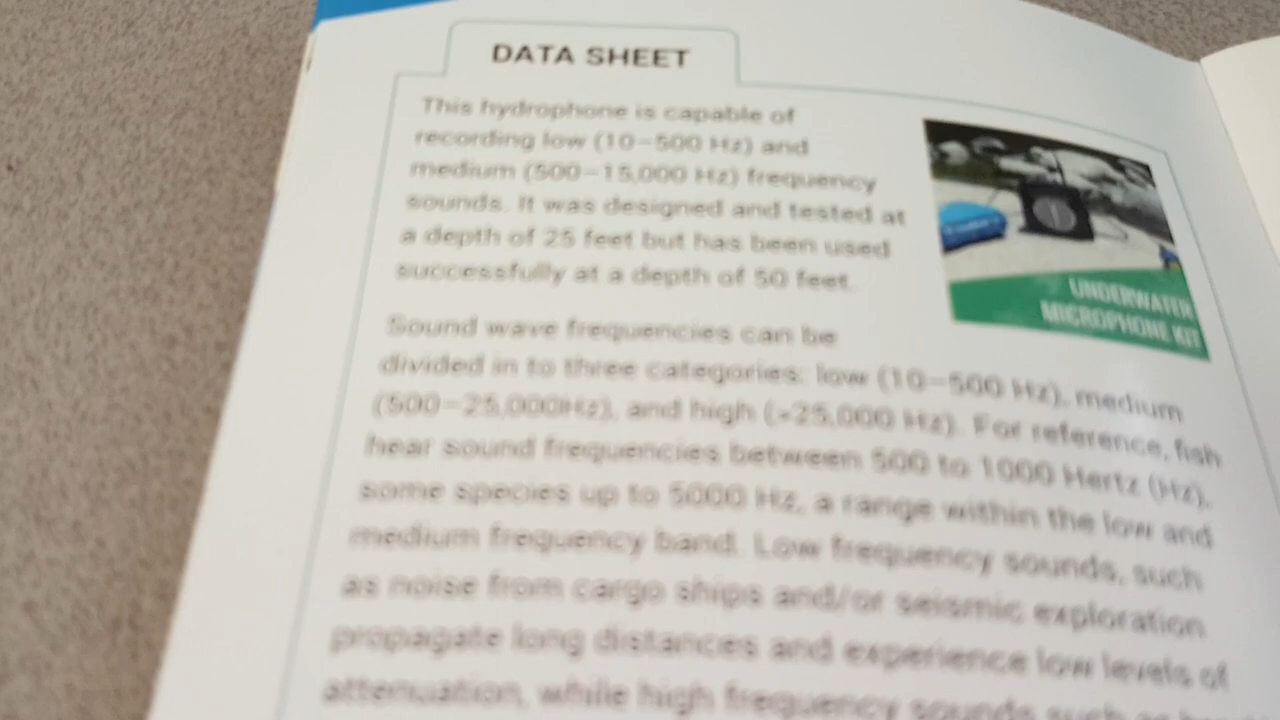 DATA SHEET
This hydrophone is capable of
recording low (10–500 Hz) and
medium (500–15,000 Hz) frequency
sounds. It was designed and tested at
a depth of 25 feet but has been used
successfully at a depth of 50 feet.
UNDERWATER
MICROPHONE KIT
Sound wave frequencies can be
divided in to three categories: low (10–500 Hz), medium
(500–25,000Hz), and high (>25,000 Hz). For reference, fish
hear sound frequencies between 500 to 1000 Hertz (Hz),
some species up to 5000 Hz, a range within the low and
medium frequency band. Low frequency sounds, such
as noise from cargo ships and/or seismic exploration
propagate long distances and experience low levels of
attenuation, while high frequency sounds such as